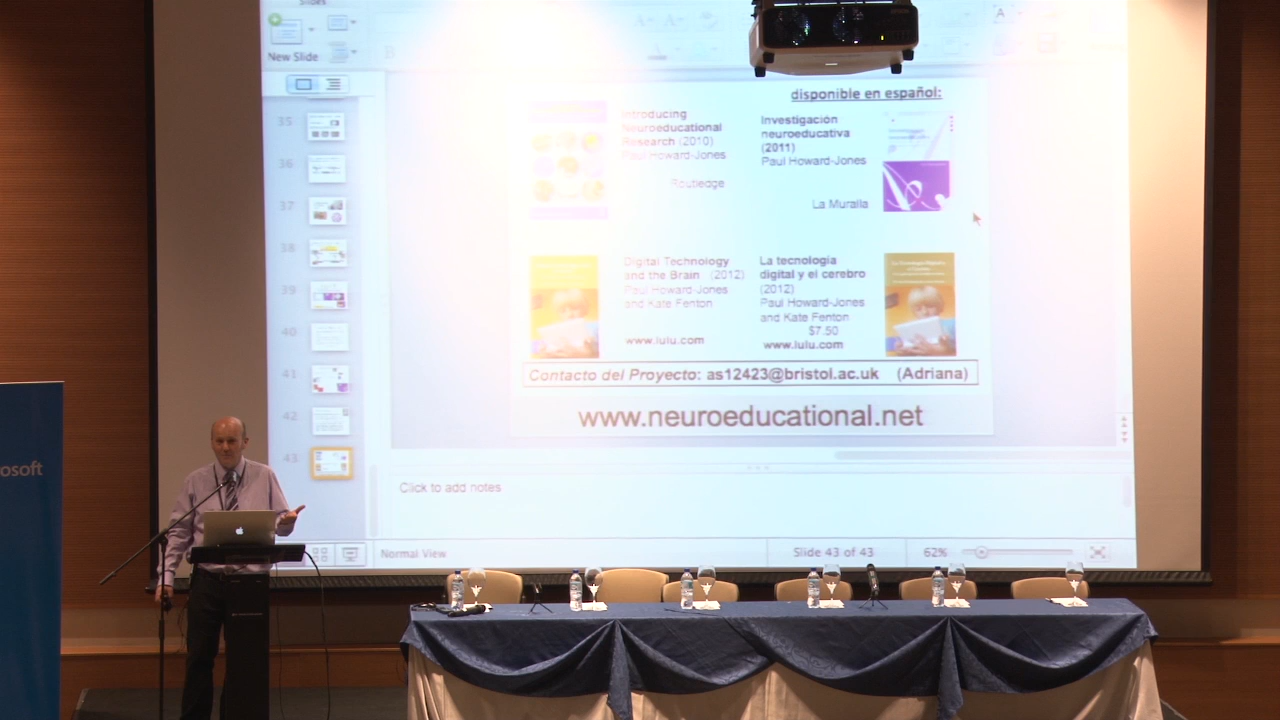 Slides
New Slide
35
36
37
38
39
40
41
42
43
disponible en español:
Introducing
Neuroeducational
Research (2010)
Paul Howard-Jones
Routledge
Investigación
neuroeducativa
(2011)
Paul Howard-Jones
La Muralla
Digital Technology
and the Brain (2012)
Paul Howard-Jones
and Kate Fenton
www.lulu.com
La tecnología
digital y el cerebro
(2012)
Paul Howard-Jones
and Kate Fenton
$7.50
www.lulu.com
Contacto del Proyecto: as12423@bristol.ac.uk (Adriana)
www.neuroeducational.net
Click to add notes
Normal View
Slide 43 of 43
62%
osoft